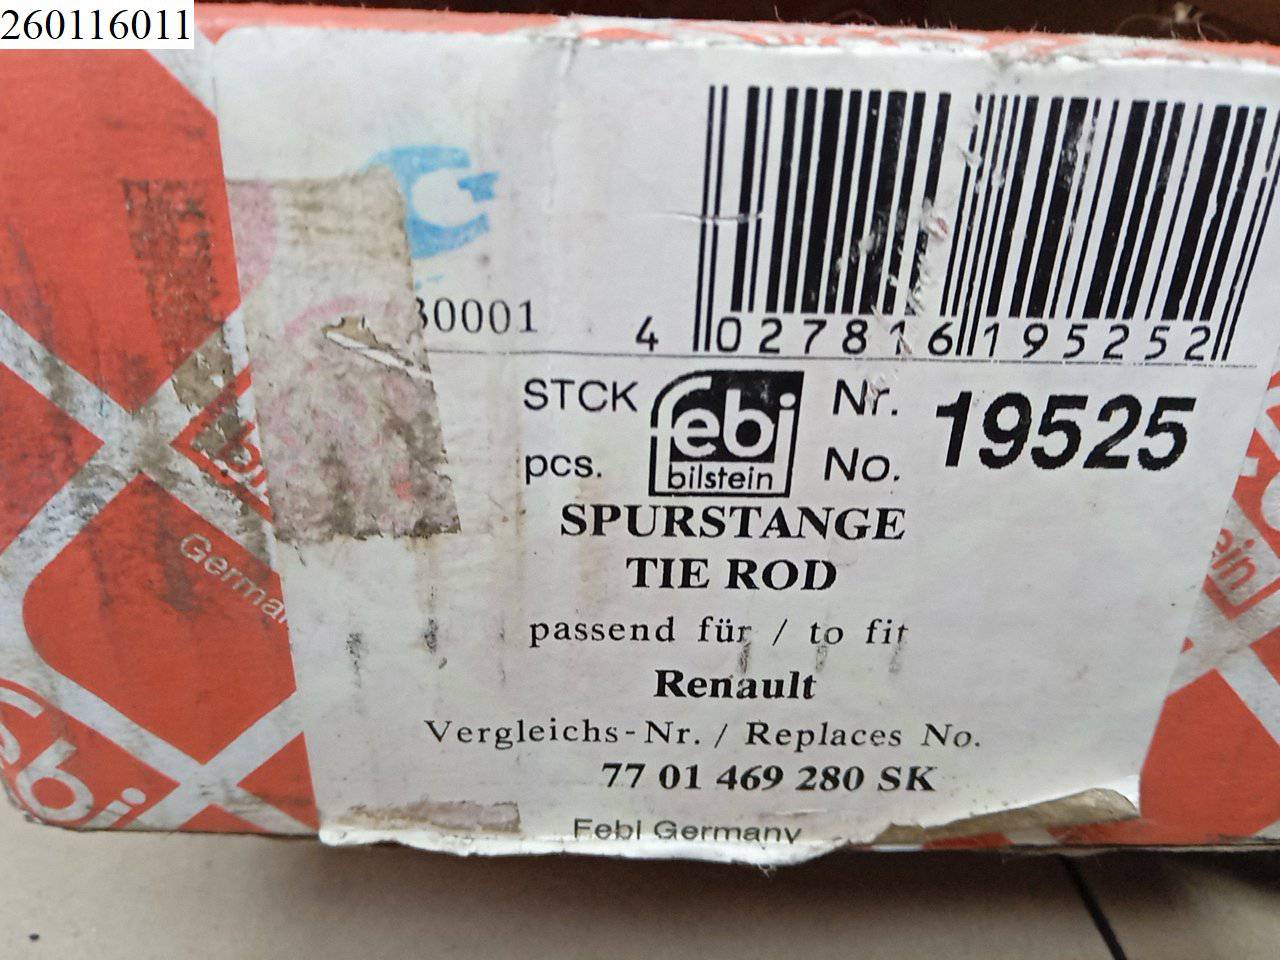 260116011
30001
4 027816 195252
STCK
pcs.
febi
bilstein
Nr.
No.
19525
SPURSTANGE
TIE ROD
passend für / to fit
Renault
Vergleichs-Nr. / Replaces No.
77 01 469 280 SK
Febi Germany
febi